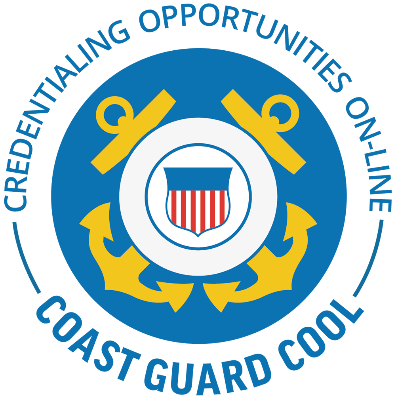 CREDENTIALING OPPORTUNITIES ON-LINE
COAST GUARD COOL